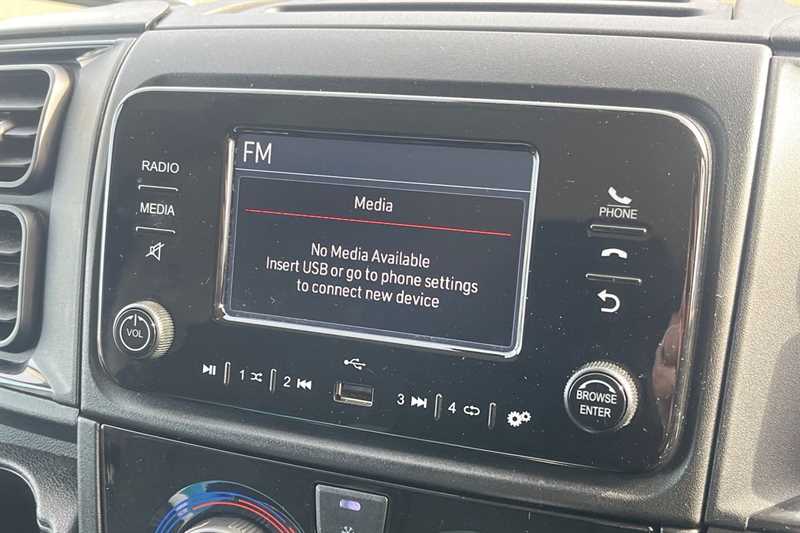 FM
Media
No Media Available
Insert USB or go to phone settings
to connect new device
RADIO
MEDIA
VOL
PHONE
BROWSE
ENTER
1
2
3
4